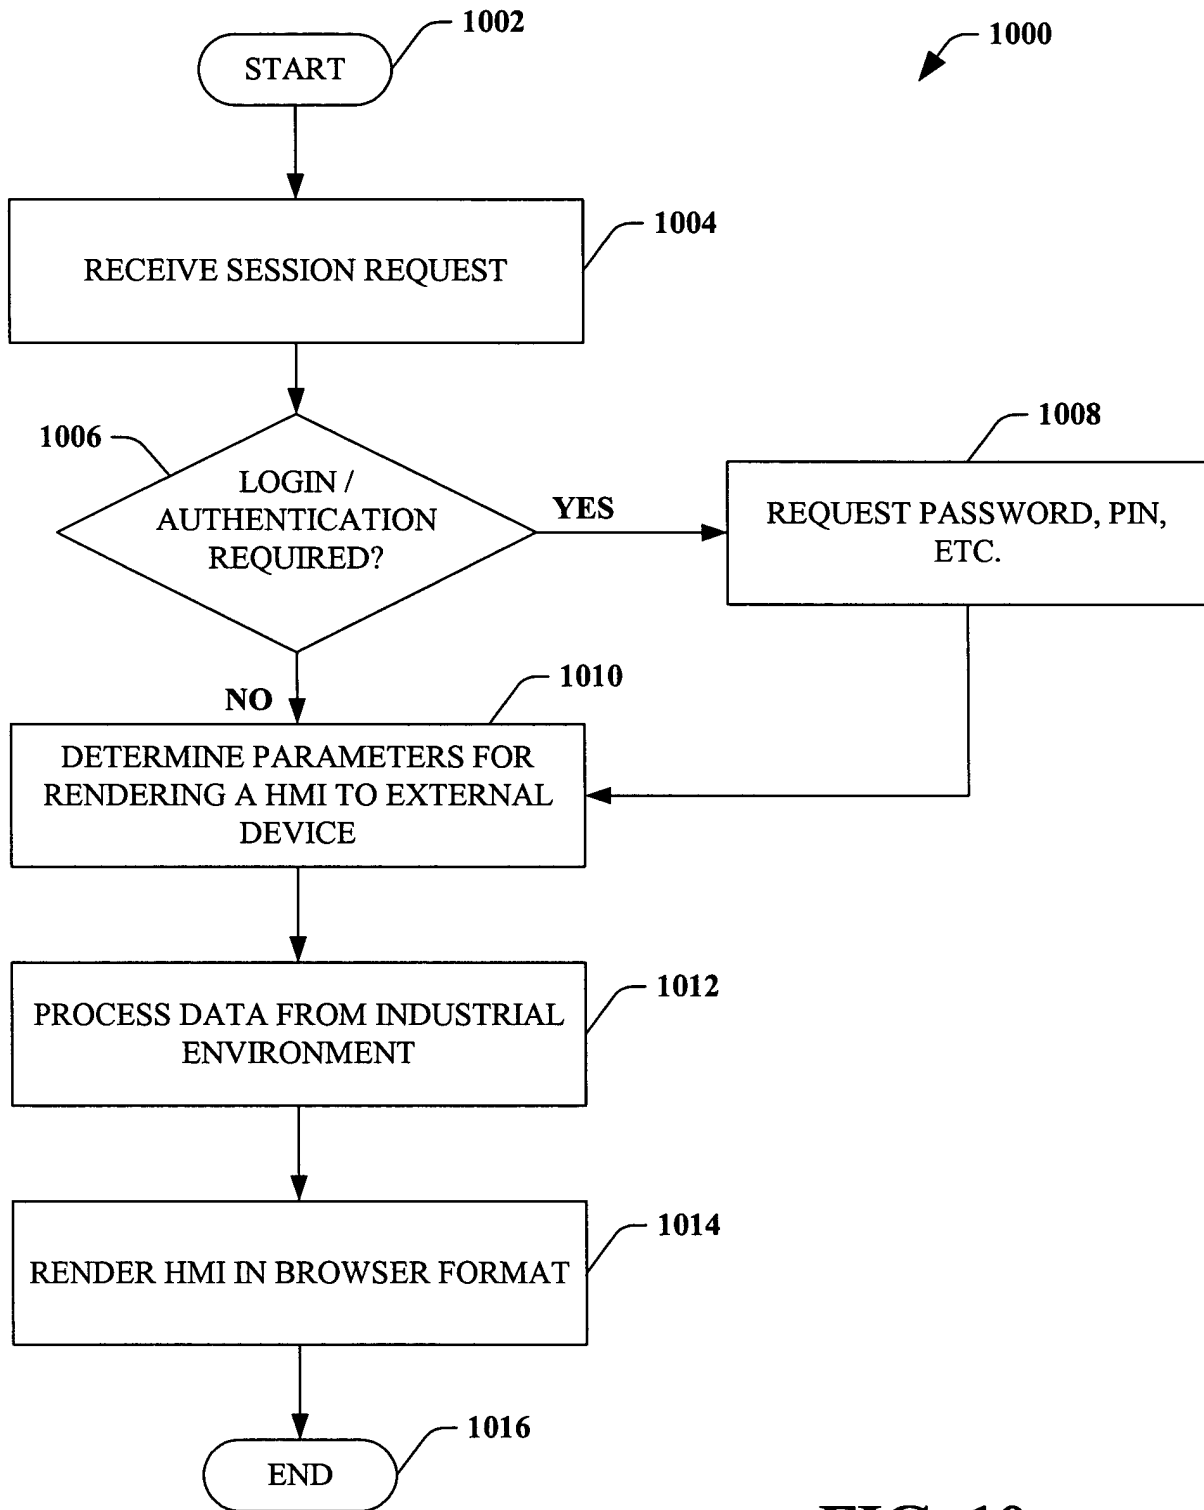 1002
1000
START
1004
RECEIVE SESSION REQUEST
1006
LOGIN /
AUTHENTICATION
REQUIRED?
YES
1008
REQUEST PASSWORD, PIN,
ETC.
NO
1010
DETERMINE PARAMETERS FOR
RENDERING A HMI TO EXTERNAL
DEVICE
1012
PROCESS DATA FROM INDUSTRIAL
ENVIRONMENT
1014
RENDER HMI IN BROWSER FORMAT
1016
END
FIG. 10